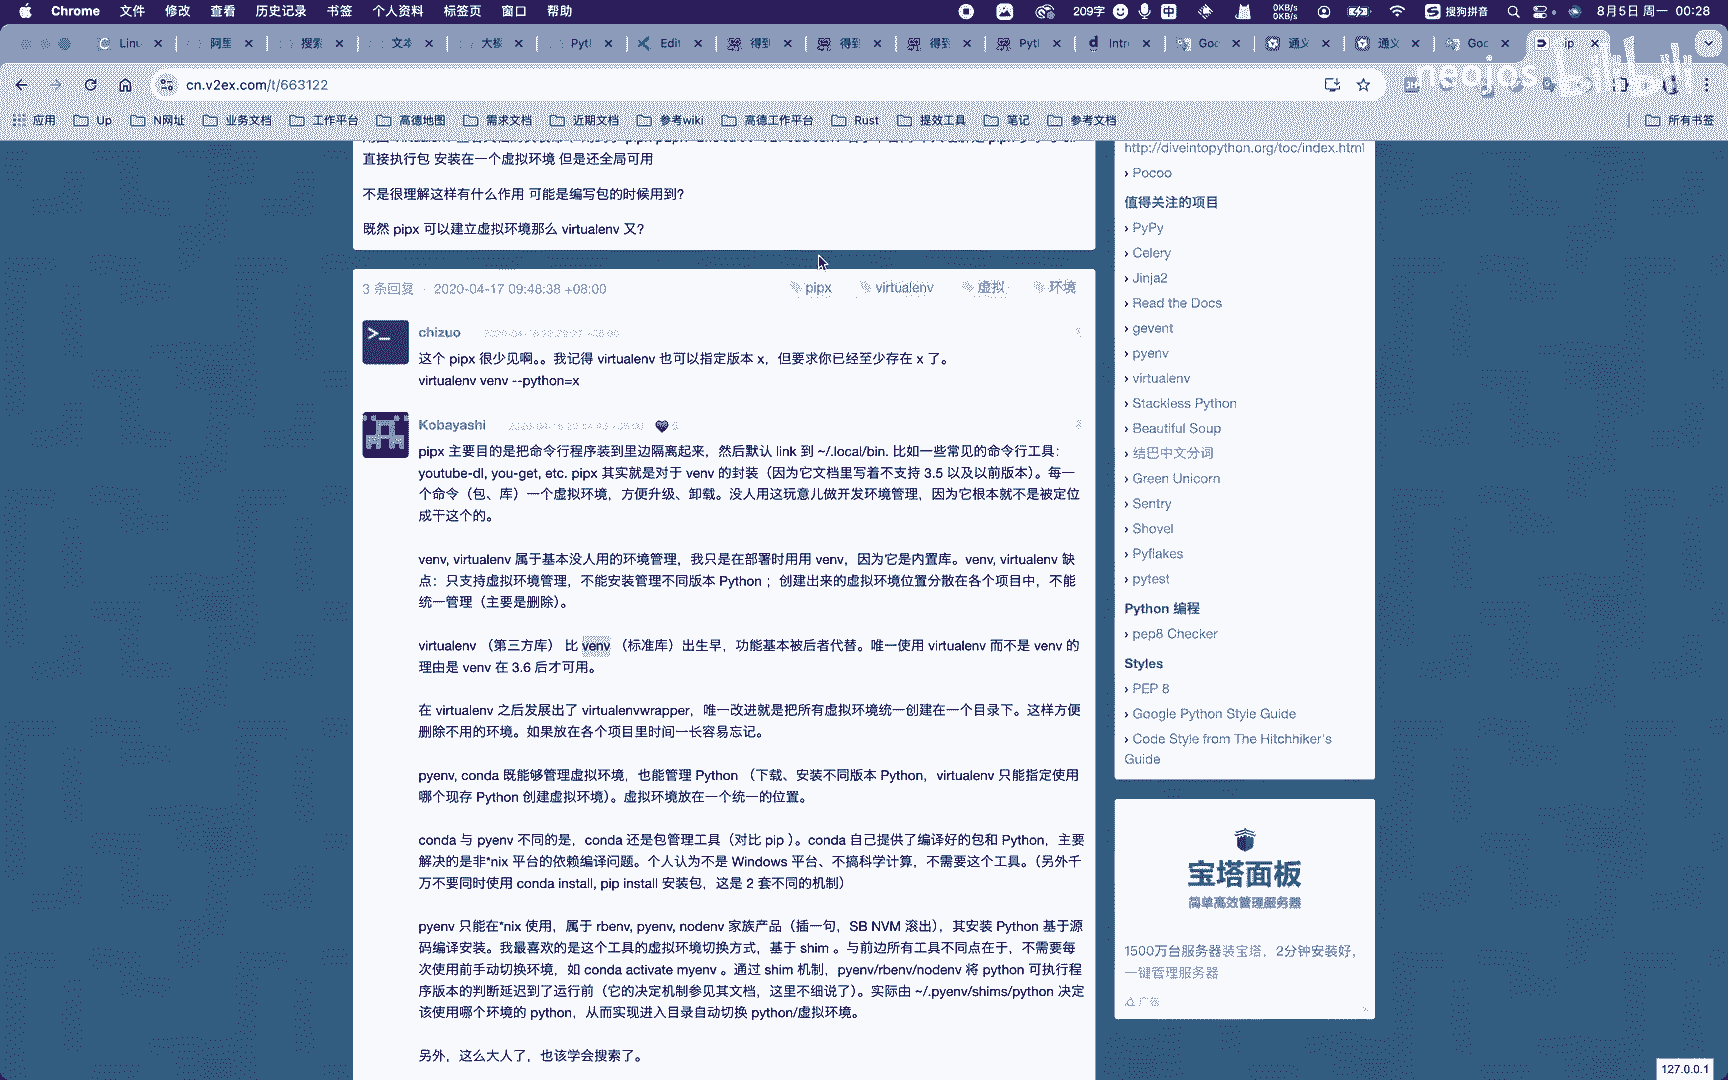 Chrome 文件 修改 查看 历史记录 书签 个人资料 标签页 窗口 帮助 209字 中 0KB/s 0KB/s S 搜狗拼音 8月5日 周一 00:28
Linu 阿里 搜索 文本 大模 Pytl Edit 得到 得到 得到 Pytl Intro Goc 通义 通义 Goc ip
cn.v2ex.com/t/663122
neojos bilibili
应用 Up N网址 业务文档 工作平台 高德地图 需求文档 近期文档 参考wiki 高德工作平台 Rust 提效工具 笔记 参考文档 所有书签
直接执行包 安装在一个虚拟环境 但是还全局可用
不是很理解这样有什么作用 可能是编写包的时候用到?
既然 pipx 可以建立虚拟环境那么 virtualenv 又?
3 条回复 · 2020-04-17 09:48:38 +08:00
pipx virtualenv 虚拟 环境
chizuo
这个 pipx 很少见啊。。我记得 virtualenv 也可以指定版本 x，但要求你已经至少存在 x 了。
virtualenv venv --python=x
Kobayashi
pipx 主要目的是把命令行程序装到里边隔离起来，然后默认 link 到 ~/.local/bin. 比如一些常见的命令行工具：
youtube-dl, you-get, etc. pipx 其实就是对于 venv 的封装（因为它文档里写着不支持 3.5 以及以前版本）。每一
个命令（包、库）一个虚拟环境，方便升级、卸载。没人用这玩意儿做开发环境管理，因为它根本就不是被定位
成干这个的。
venv, virtualenv 属于基本没人用的环境管理，我只是在部署时用用 venv，因为它是内置库。venv, virtualenv 缺
点：只支持虚拟环境管理，不能安装管理不同版本 Python ；创建出来的虚拟环境位置分散在各个项目中，不能
统一管理（主要是删除）。
virtualenv （第三方库） 比 venv （标准库）出生早，功能基本被后者代替。唯一使用 virtualenv 而不是 venv 的
理由是 venv 在 3.6 后才可用。
在 virtualenv 之后发展出了 virtualenvwrapper，唯一改进就是把所有虚拟环境统一创建在一个目录下。这样方便
删除不用的环境。如果放在各个项目里时间一长容易忘记。
pyenv, conda 既能够管理虚拟环境，也能管理 Python （下载、安装不同版本 Python，virtualenv 只能指定使用
哪个现存 Python 创建虚拟环境）。虚拟环境放在一个统一的位置。
conda 与 pyenv 不同的是，conda 还是包管理工具（对比 pip ）。conda 自己提供了编译好的包和 Python，主要
解决的是非*nix 平台的依赖编译问题。个人认为不是 Windows 平台、不搞科学计算，不需要这个工具。（另外千
万不要同时使用 conda install, pip install 安装包，这是 2 套不同的机制）
pyenv 只能在*nix 使用，属于 rbenv, pyenv, nodenv 家族产品（插一句，SB NVM 滚出），其安装 Python 基于源
码编译安装。我最喜欢的是这个工具的虚拟环境切换方式，基于 shim 。与前边所有工具不同点在于，不需要每
次使用前手动切换环境，如 conda activate myenv 。通过 shim 机制，pyenv/rbenv/nodenv 将 python 可执行程
序版本的判断延迟到了运行前（它的决定机制参见其文档，这里不细说了）。实际由 ~/.pyenv/shims/python 决定
该使用哪个环境的 python，从而实现进入目录自动切换 python/虚拟环境。
另外，这么大人了，也该学会搜索了。
http://diveintopython.org/toc/index.html
› Pocoo
值得关注的项目
› PyPy
› Celery
› Jinja2
› Read the Docs
› gevent
› pyenv
› virtualenv
› Stackless Python
› Beautiful Soup
› 结巴中文分词
› Green Unicorn
› Sentry
› Shovel
› Pyflakes
› pytest
Python 编程
› pep8 Checker
Styles
› PEP 8
› Google Python Style Guide
› Code Style from The Hitchhiker's
Guide
宝塔面板
简单高效管理服务器
1500万台服务器装宝塔，2分钟安装好，
一键管理服务器
广告
127.0.0.1